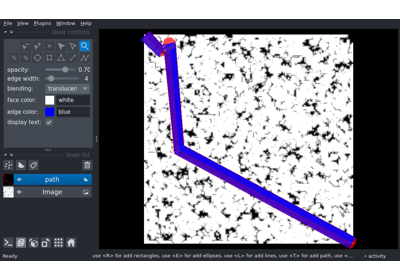 File View Plugins Window Help
layer controls
opacity: 0.70
edge width: 4
blending: translucen
face color: white
edge color: blue
display text:
layer list
path
Image
Ready use <R> for add rectangles, use <E> for add ellipses, use <L> for add lines, use <T> for add path, use <... activity